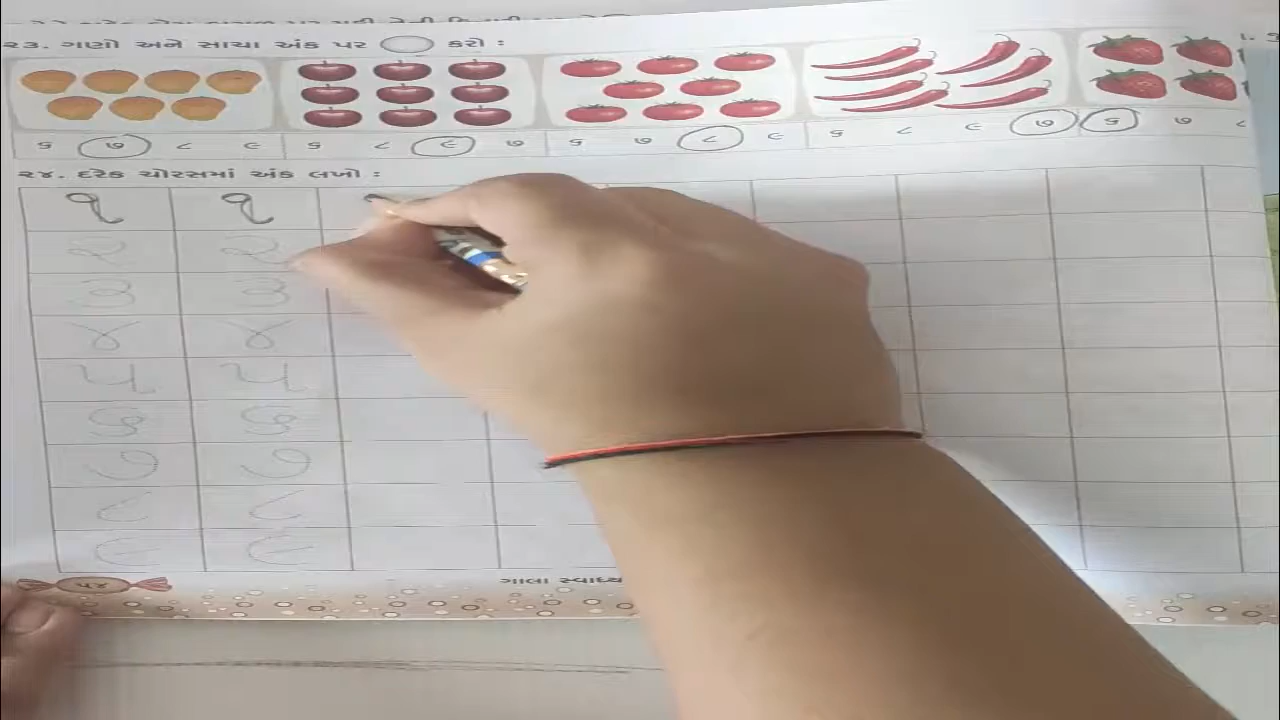 ૨૩. ગણો અને સાચા અંક પર કરો :
૬ ૭ ૮ ૯ ૬ ૮ ૯ ૭ ૬ ૭ ૮ ૯ ૬ ૮ ૯ ૭ ૬ ૭
૨૪. દરેક ચોરસમાં અંક લખો :
૧ ૧
૨ ૨
૩ ૩
૪ ૪
૫ ૫
૬ ૬
૭ ૭
૮ ૮
૯ ૯
૫૪ ગાલા